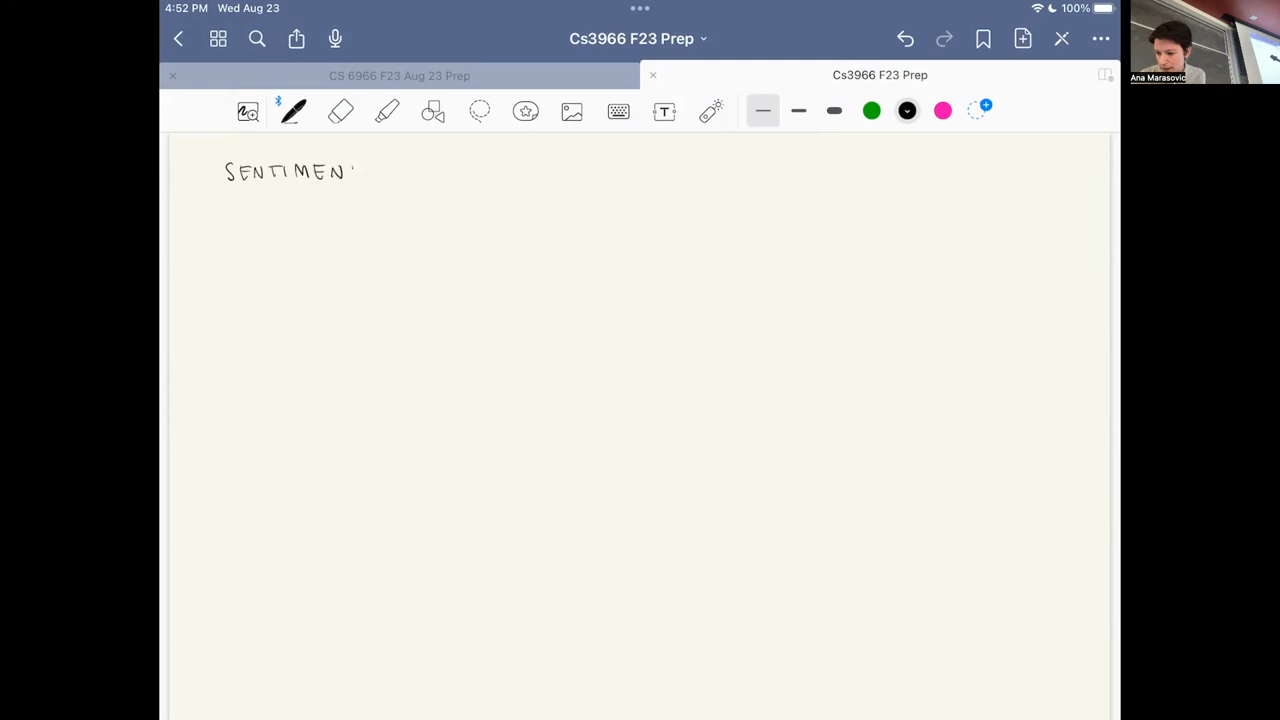 4:52 PM Wed Aug 23
100%
Cs3966 F23 Prep
CS 6966 F23 Aug 23 Prep
Cs3966 F23 Prep
SENTIMEN
Ana Marasovic